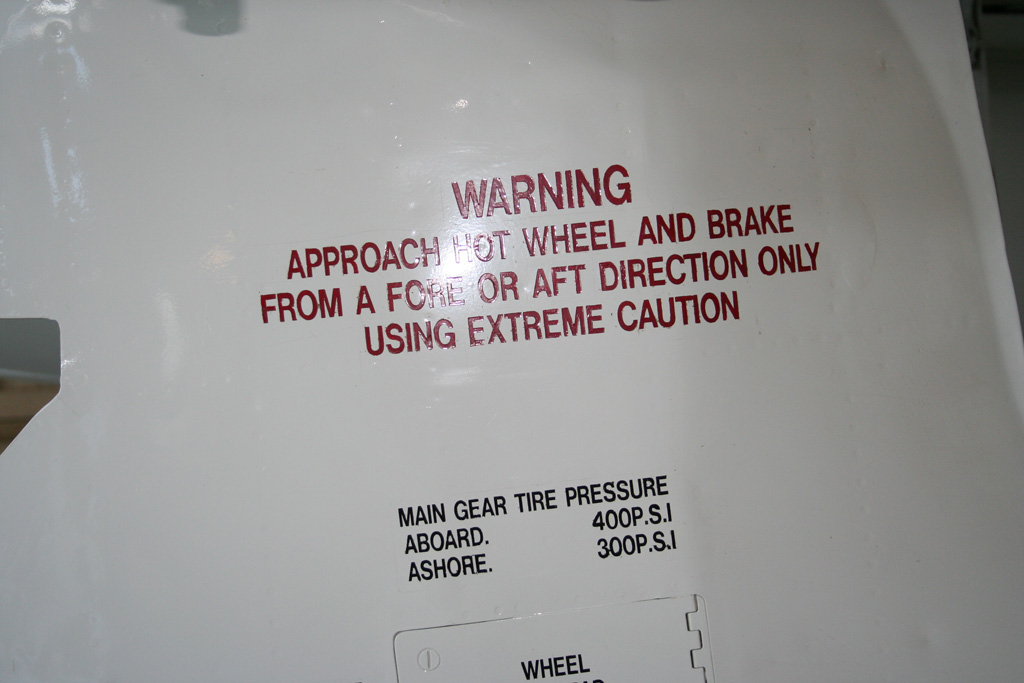 WARNING
APPROACH HOT WHEEL AND BRAKE
FROM A FORE OR AFT DIRECTION ONLY
USING EXTREME CAUTION
MAIN GEAR TIRE PRESSURE
ABOARD. 400P.S.I
ASHORE. 300P.S.I
WHEEL